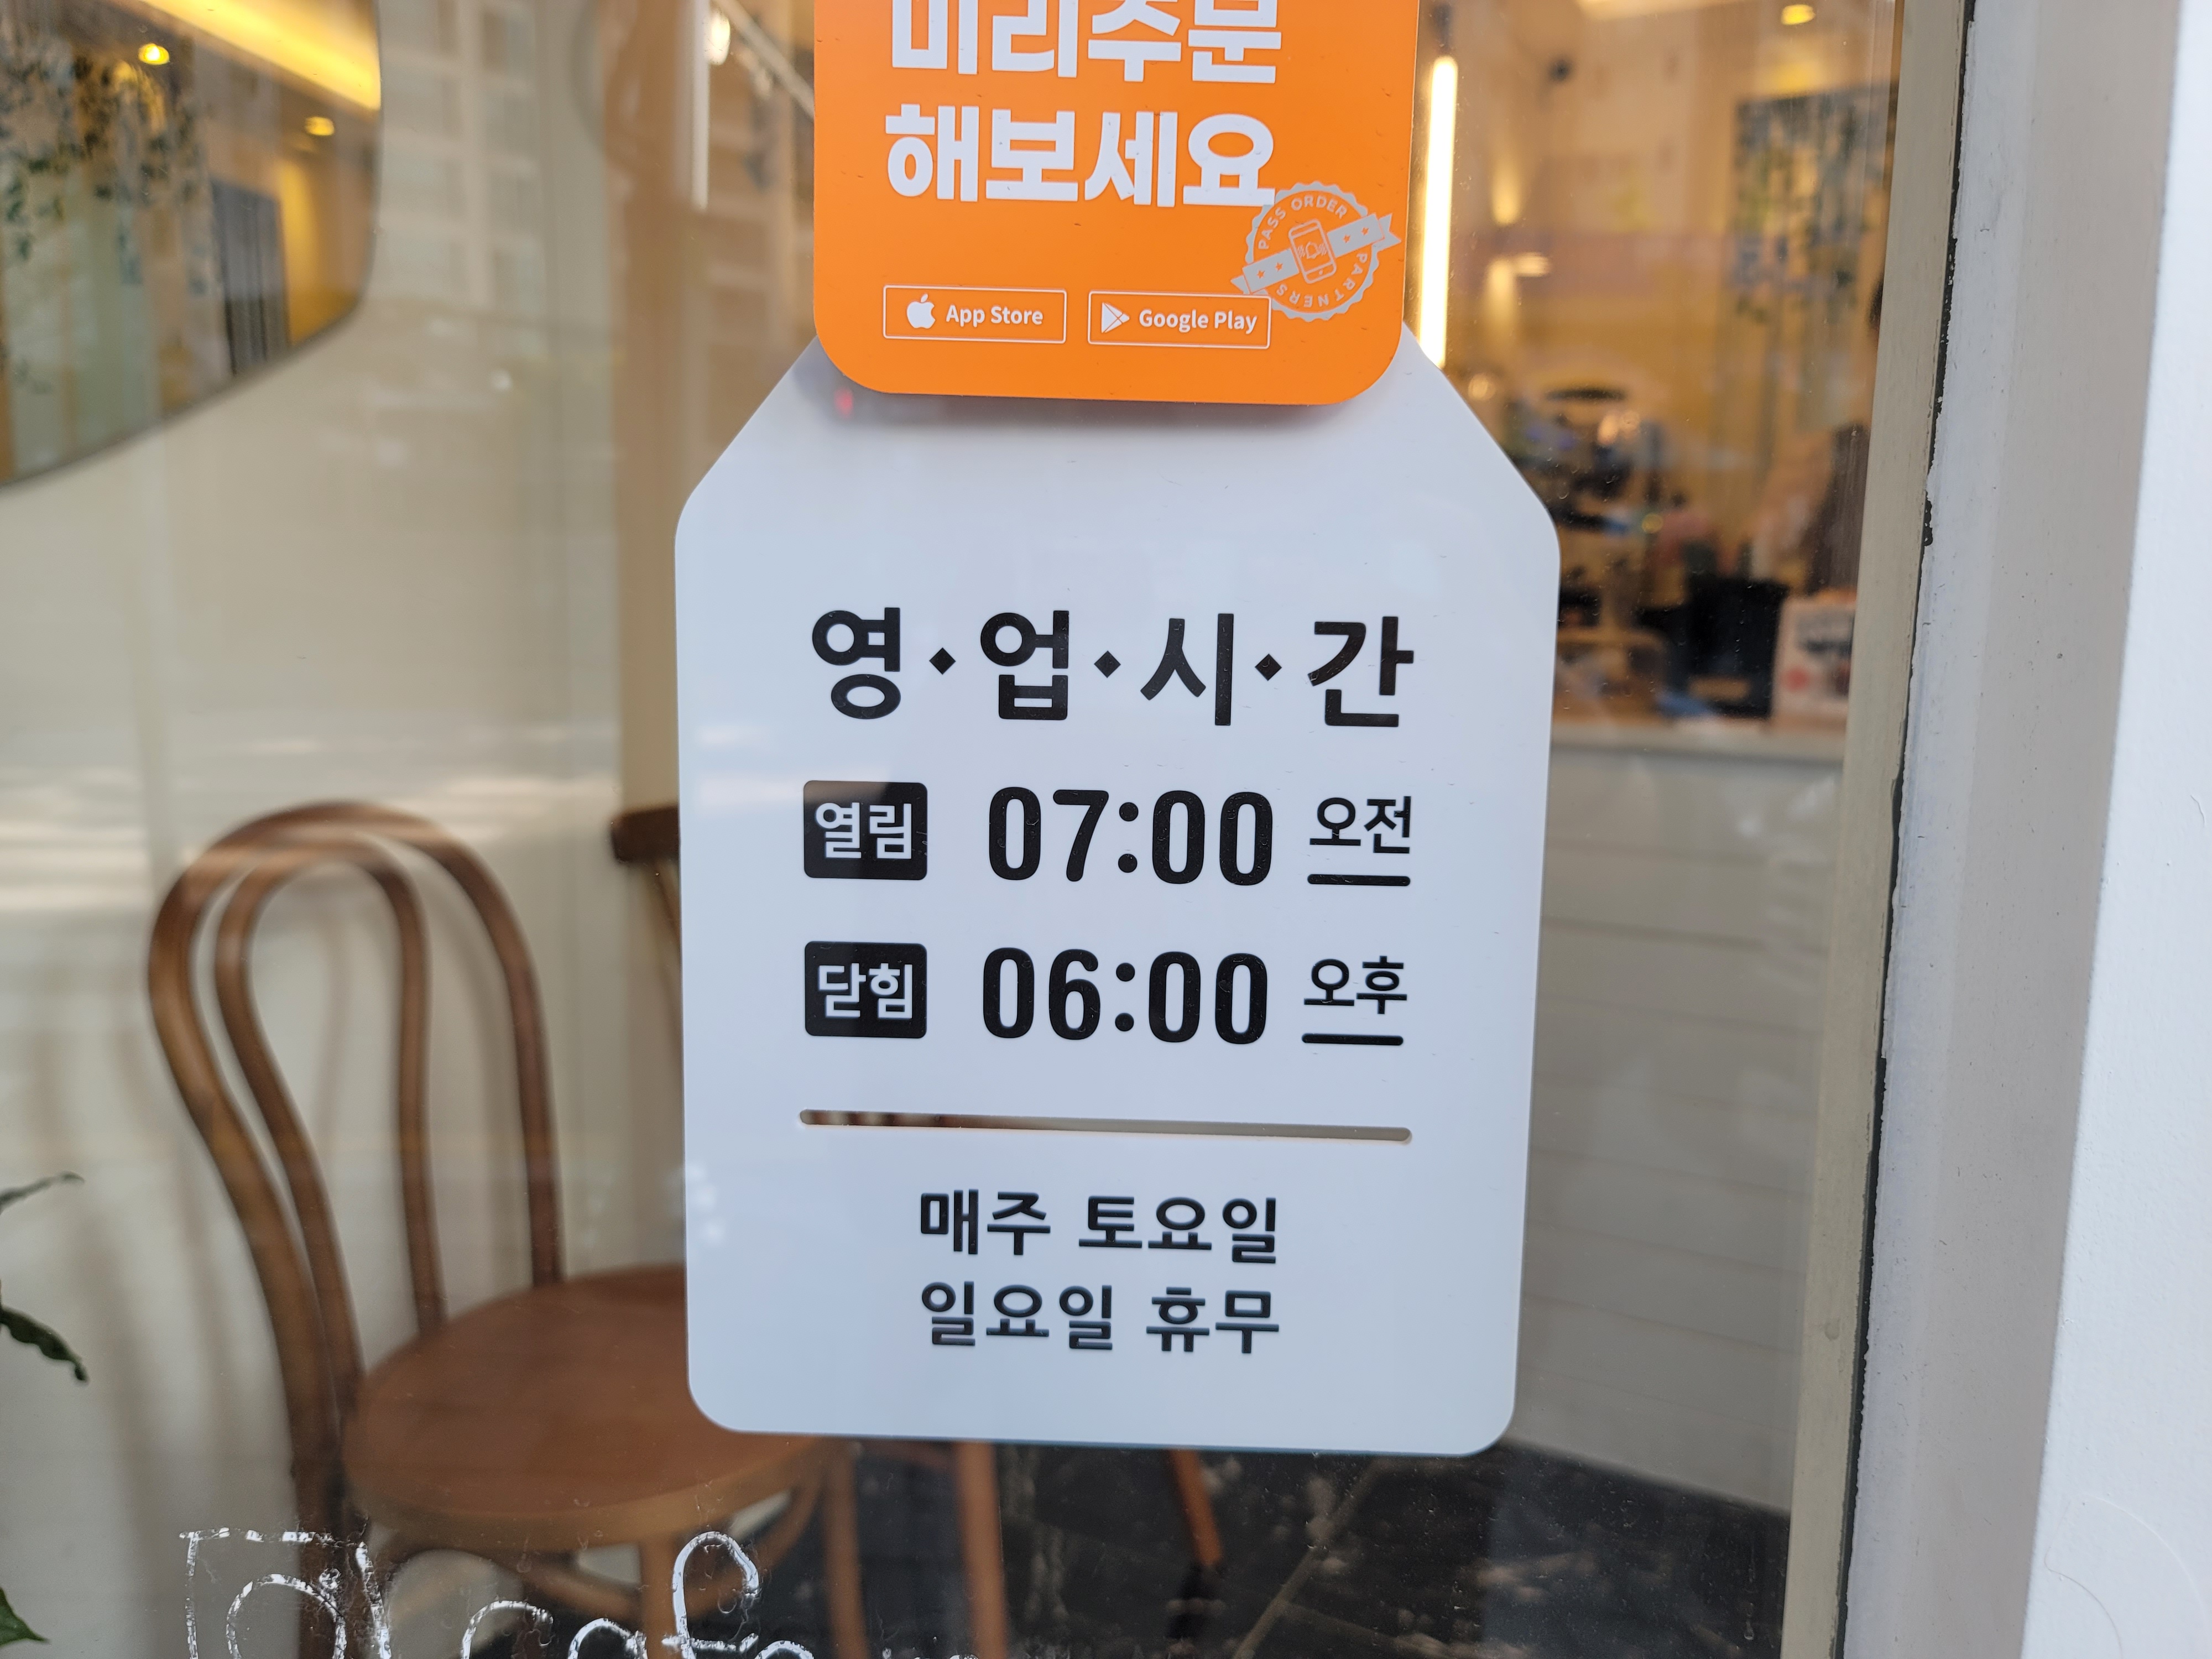 미리주문
해보세요
PASS ORDER
PARTNERS
App Store
Google Play
영·업·시·간
열림 07:00 오전
닫힘 06:00 오후
매주 토요일
일요일 휴무